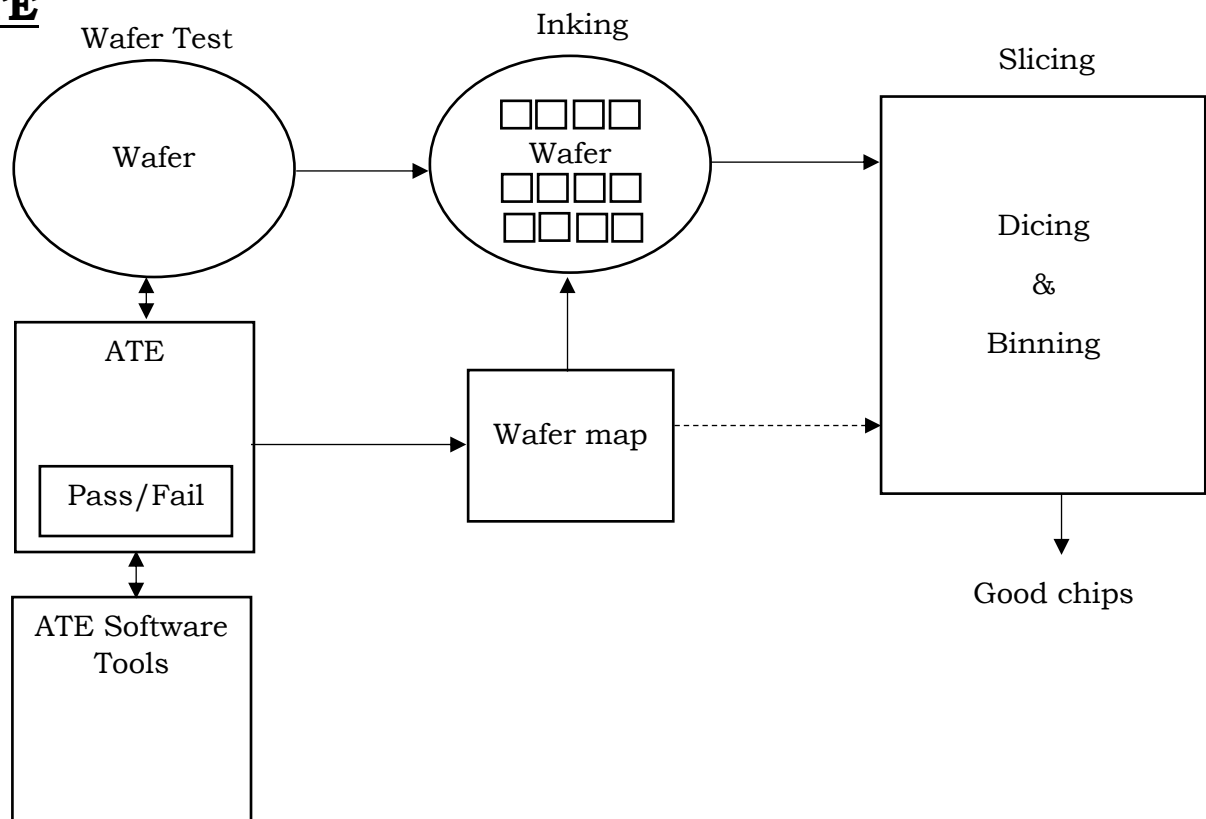 Wafer Test
Inking
Slicing
Wafer
Wafer
Dicing
&
Binning
ATE
Pass/Fail
Wafer map
Good chips
ATE Software
Tools